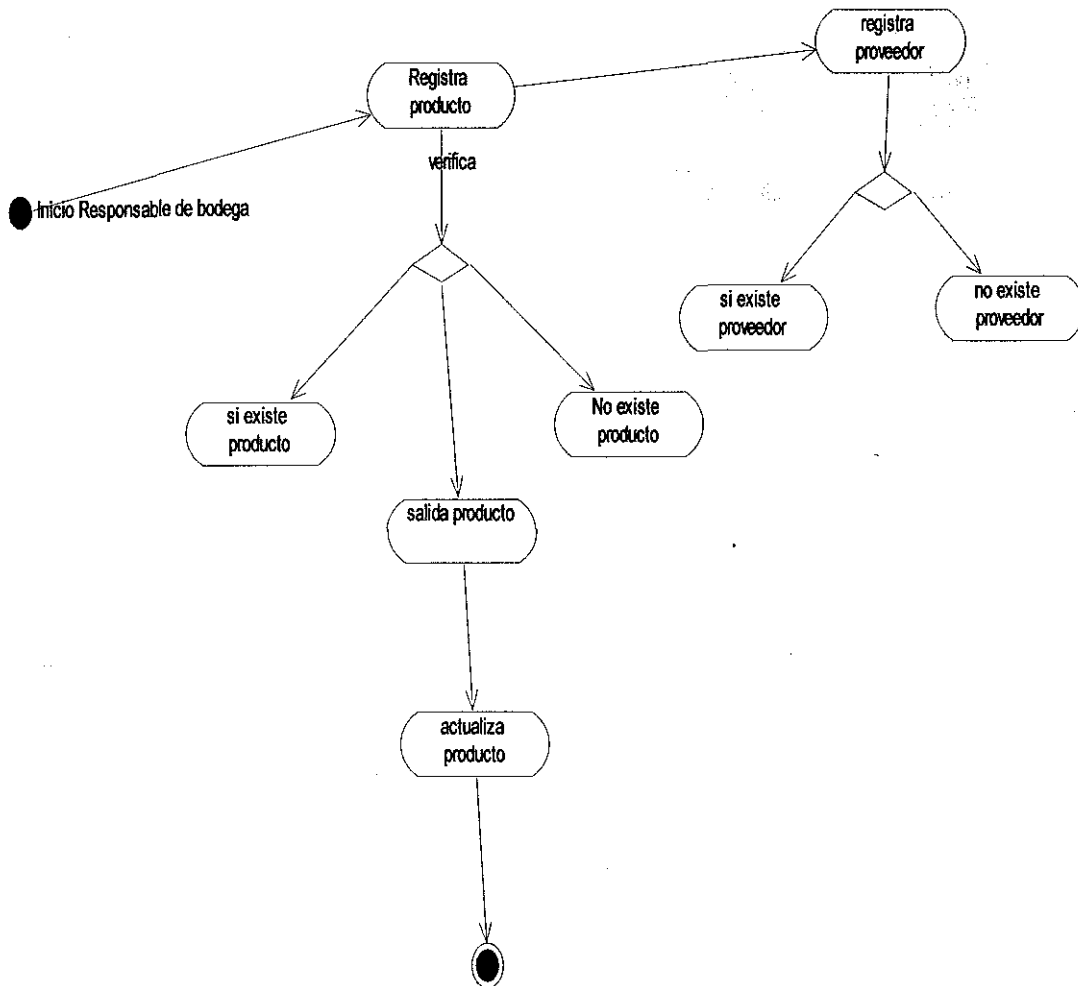 registra
proveedor
Registra
producto
verifica
Inicio Responsable de bodega
si existe
proveedor
no existe
proveedor
si existe
producto
No existe
producto
salida producto
actualiza
producto